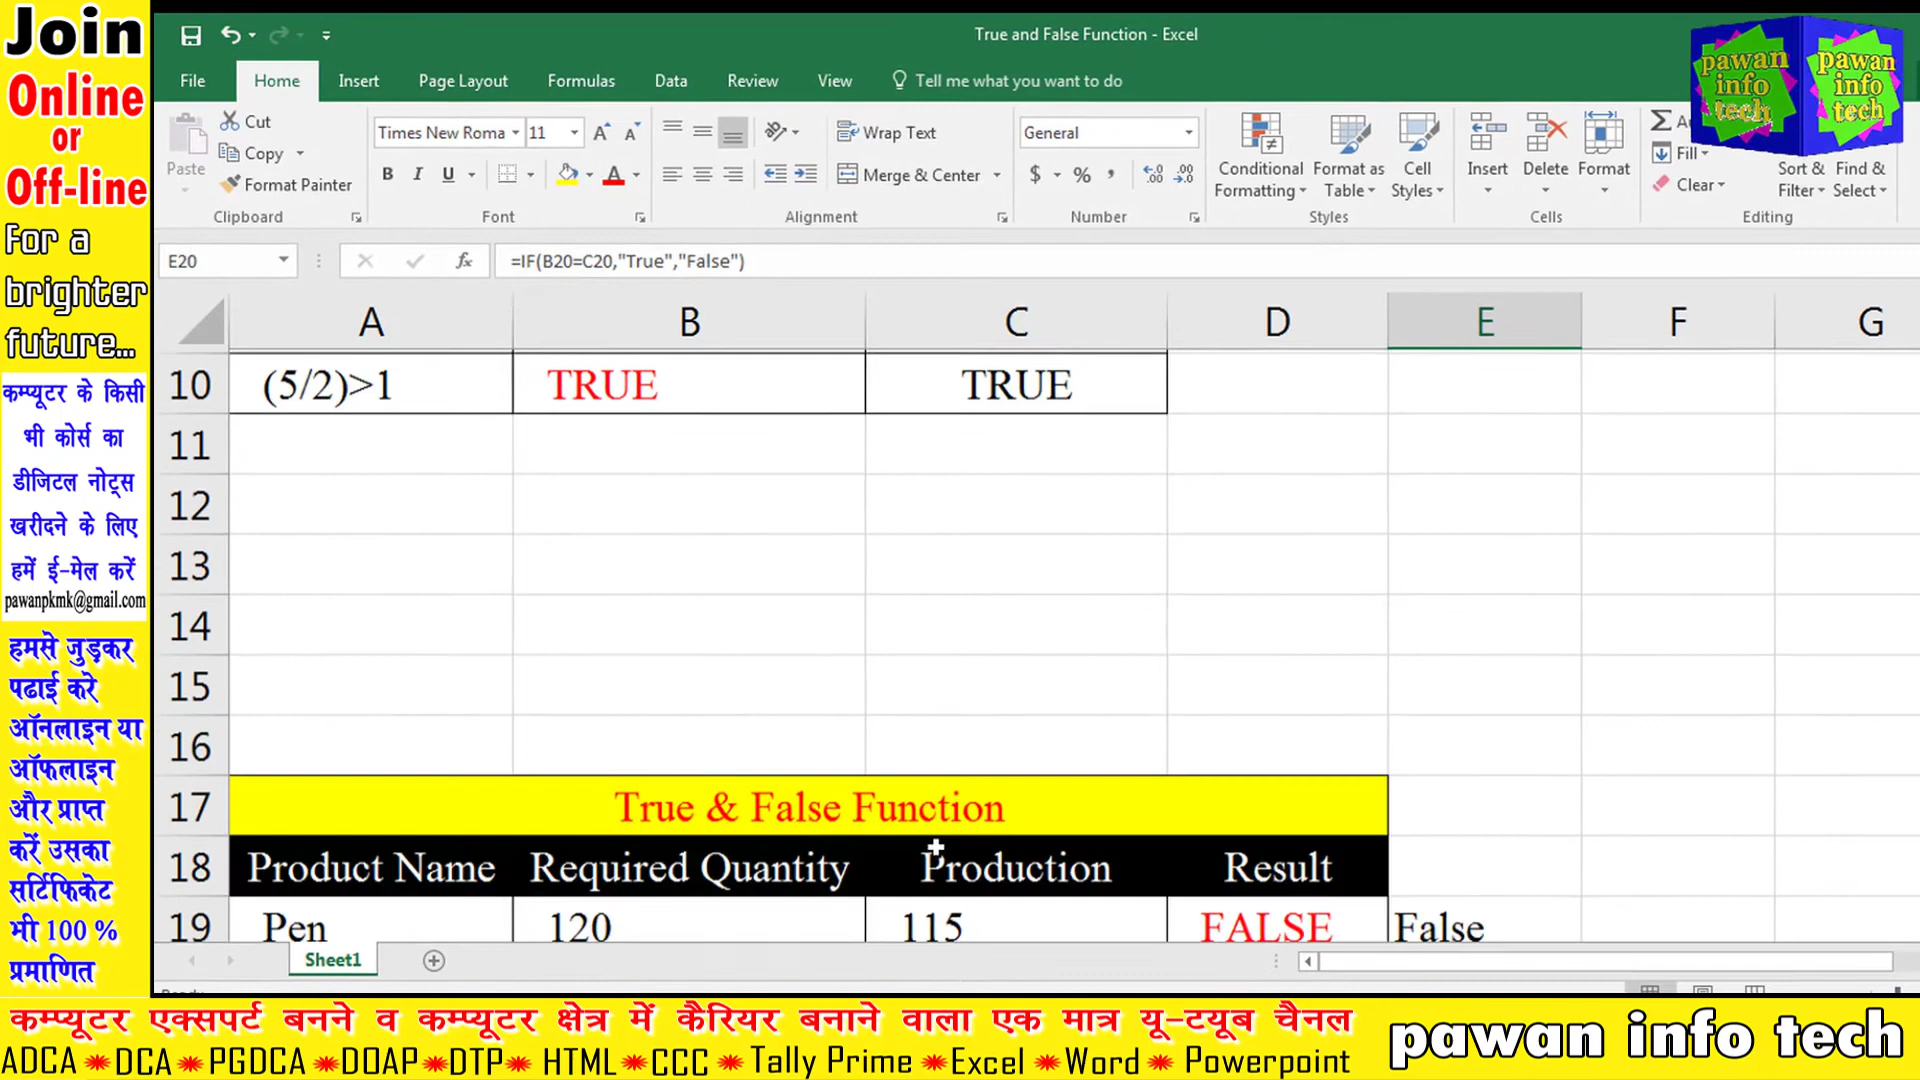 Join
Online
or
Off-line
For a
brighter
future...
कम्प्यूटर के किसी
भी कोर्स का
डीजिटल नोट्स
खरीदने के लिए
हमें ई-मेल करें
pawanpkmk@gmail.com
हमसे जुड़कर
पढाई करे
ऑनलाइन या
ऑफलाइन
और प्राप्त
करें उसका
सर्टिफिकेट
भी 100 %
प्रमाणित
True and False Function - Excel
File Home Insert Page Layout Formulas Data Review View Tell me what you want to do
pawan info tech pawan info tech
Paste Cut Copy Format Painter
Clipboard
Times New Roma 11
B I U A
Font
Wrap Text
Merge & Center
Alignment
General
$ % ,
Number
Conditional Formatting Format as Table Cell Styles
Styles
Insert Delete Format
Cells
Fill
Clear
Sort & Filter Find & Select
Editing
E20 fx =IF(B20=C20,"True","False")
A B C D E F G
10 (5/2)>1 TRUE TRUE
11
12
13
14
15
16
17 True & False Function
18 Product Name Required Quantity Production Result
19 Pen 120 115 FALSE False
Sheet1
कम्प्यूटर एक्सपर्ट बनने व कम्प्यूटर क्षेत्र में कैरियर बनाने वाला एक मात्र यू-टयूब चैनल
ADCA DCA PGDCA DOAP DTP HTML CCC Tally Prime Excel Word Powerpoint
pawan info tech